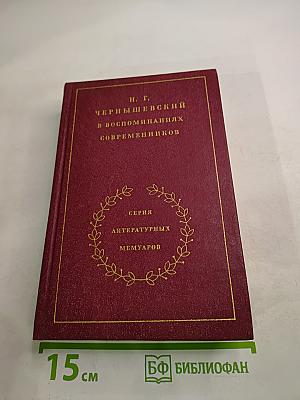 Н. Г.
ЧЕРНЫШЕВСКИЙ
В ВОСПОМИНАНИЯХ
СОВРЕМЕННИКОВ
СЕРИЯ
ЛИТЕРАТУРНЫХ
МЕМУАРОВ
15 см
БФ БИБЛИОФАН